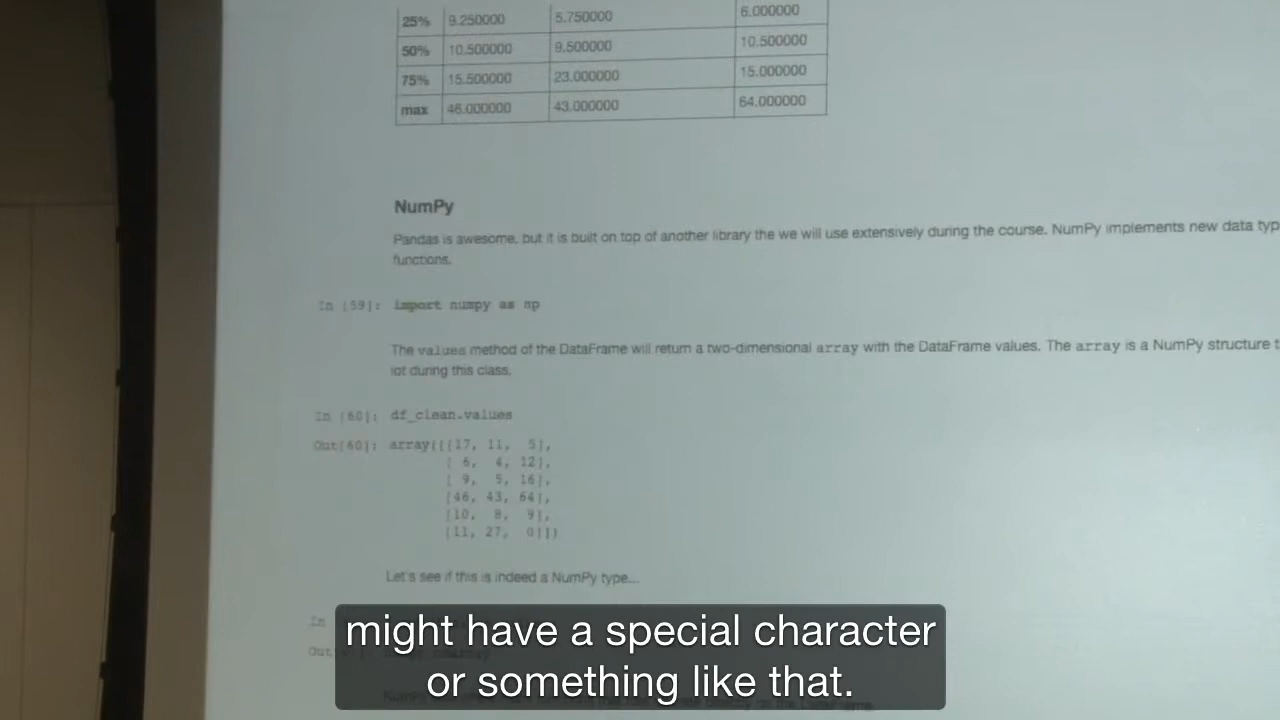 25% 9.250000 5.750000 6.000000
50% 10.500000 9.500000 10.500000
75% 15.500000 23.000000 15.000000
max 46.000000 43.000000 64.000000
NumPy
Pandas is awesome, but it is built on top of another library the we will use extensively during the course. NumPy implements new data typ
functions.
In [59]: import numpy as np
The values method of the DataFrame will return a two-dimensional array with the DataFrame values. The array is a NumPy structure t
lot during this class.
In [60]: df_clean.values
Out[60]: array([[17, 11, 5],
[ 6, 4, 12],
[ 9, 5, 16],
[46, 43, 64],
[10, 8, 9],
[11, 27, 0]])
Let's see if this is indeed a NumPy type...
In
Out
might have a special character
or something like that.